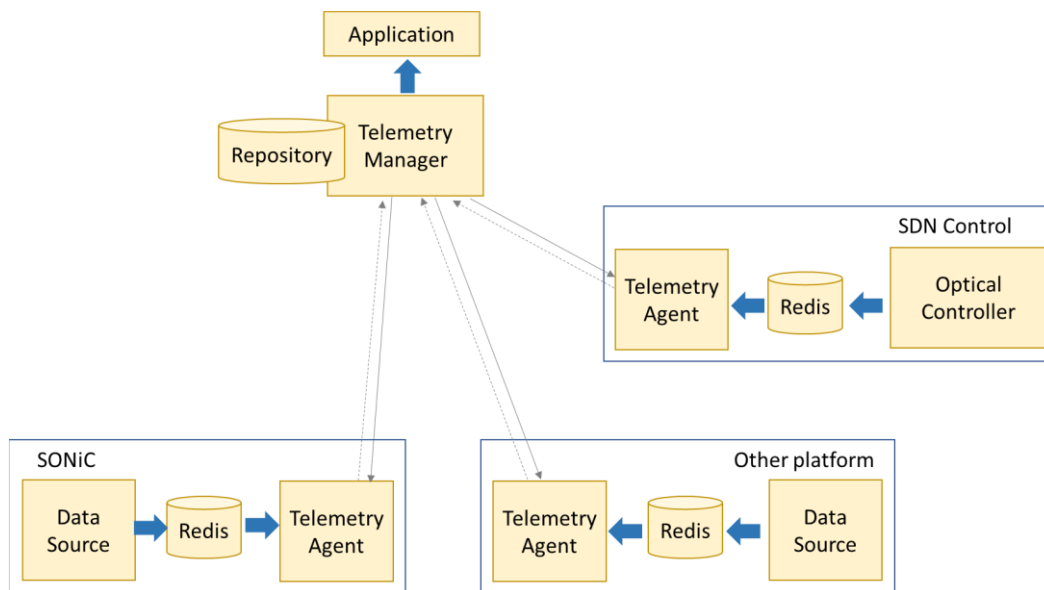 Application
Telemetry
Manager
Repository
SDN Control
Telemetry
Agent
Redis
Optical
Controller
SONiC
Data
Source
Redis
Telemetry
Agent
Other platform
Telemetry
Agent
Redis
Data
Source